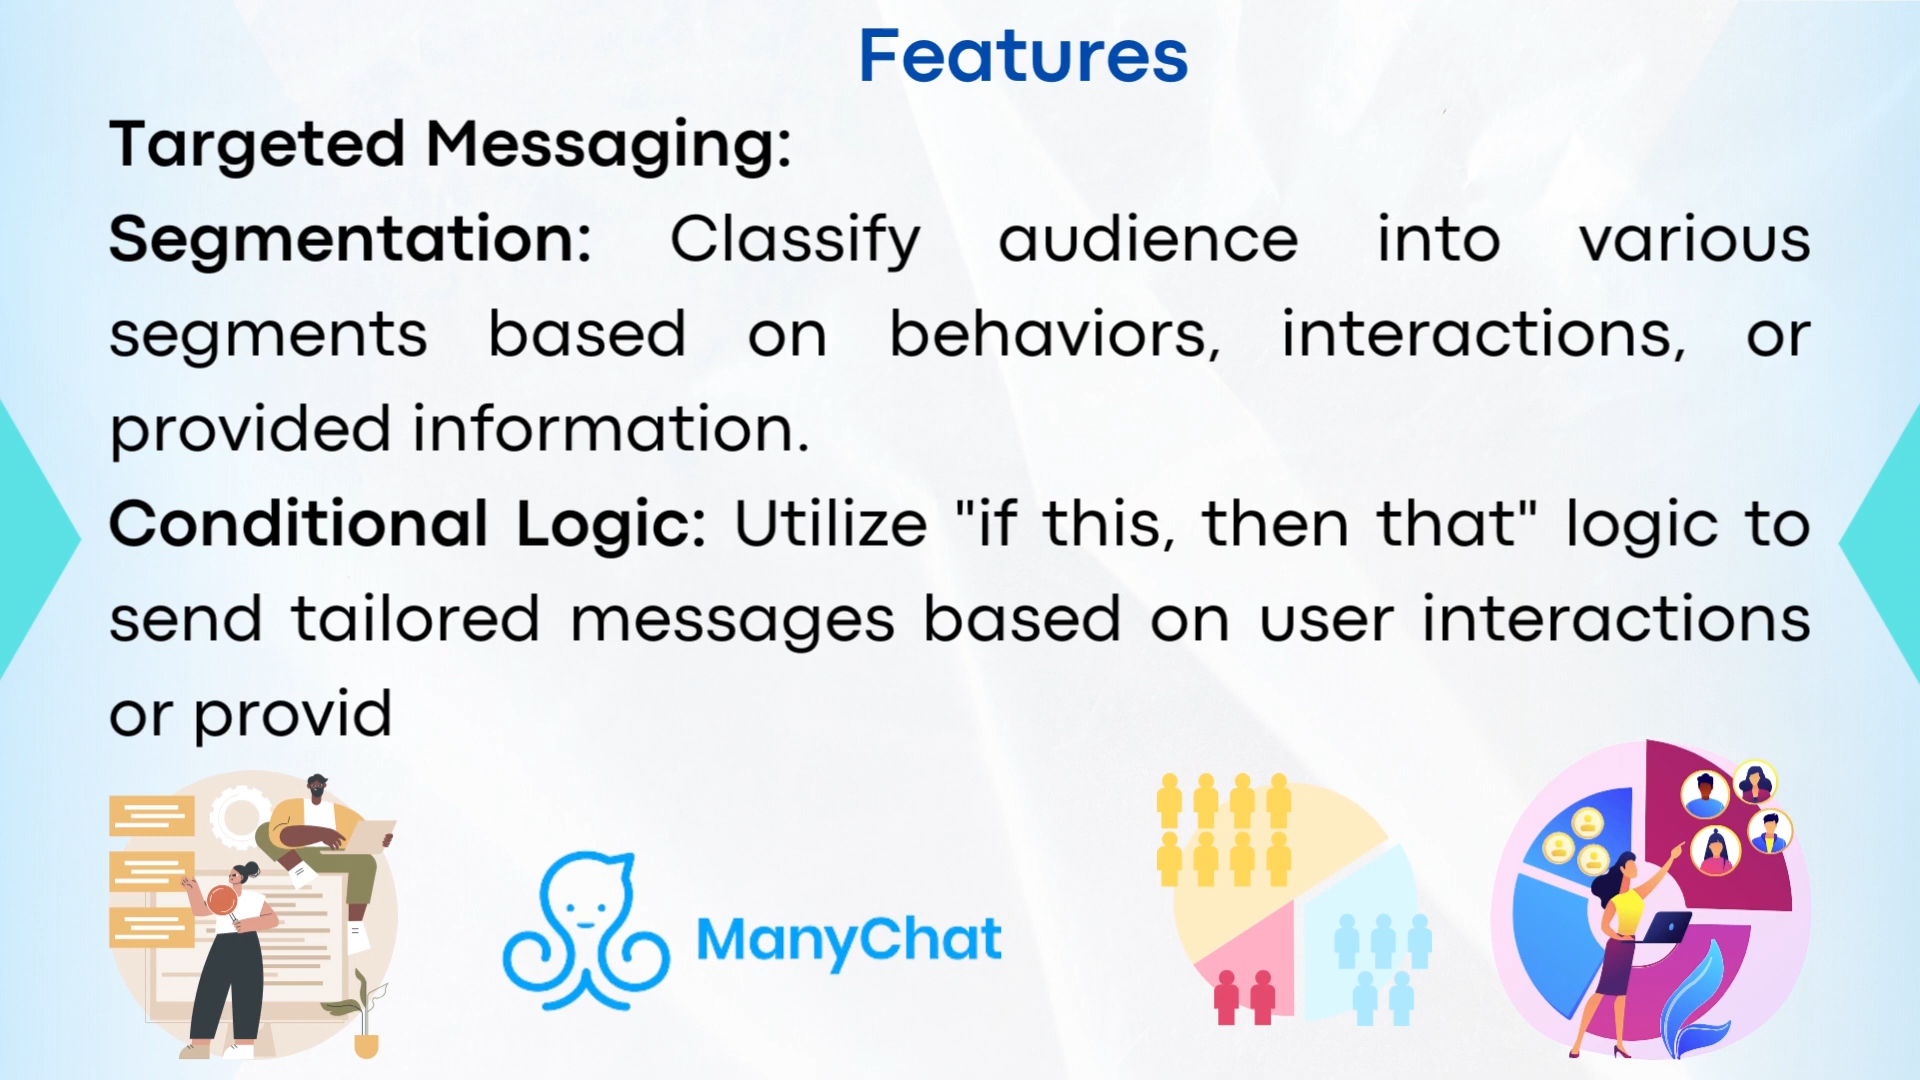 Features
Targeted Messaging:
Segmentation: Classify audience into various
segments based on behaviors, interactions, or
provided information.
Conditional Logic: Utilize "if this, then that" logic to
send tailored messages based on user interactions
or provid
ManyChat